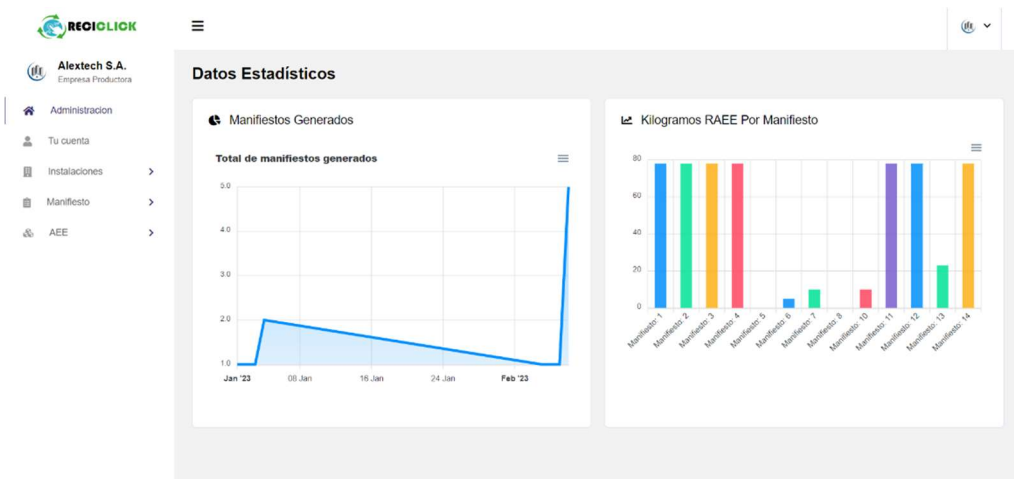 RECICLICK
Alextech S.A.
Empresa Productora
Administracion
Tu cuenta
Instalaciones
Manifiesto
AEE
Datos Estadísticos
Manifiestos Generados
Total de manifiestos generados
5.0
4.0
3.0
2.0
1.0
Jan '23
08 Jan
16 Jan
24 Jan
Feb '23
Kilogramos RAEE Por Manifiesto
80
60
40
20
0
Manifiesto: 1
Manifiesto: 2
Manifiesto: 3
Manifiesto: 4
Manifiesto: 5
Manifiesto: 6
Manifiesto: 7
Manifiesto: 8
Manifiesto: 10
Manifiesto: 11
Manifiesto: 12
Manifiesto: 13
Manifiesto: 14